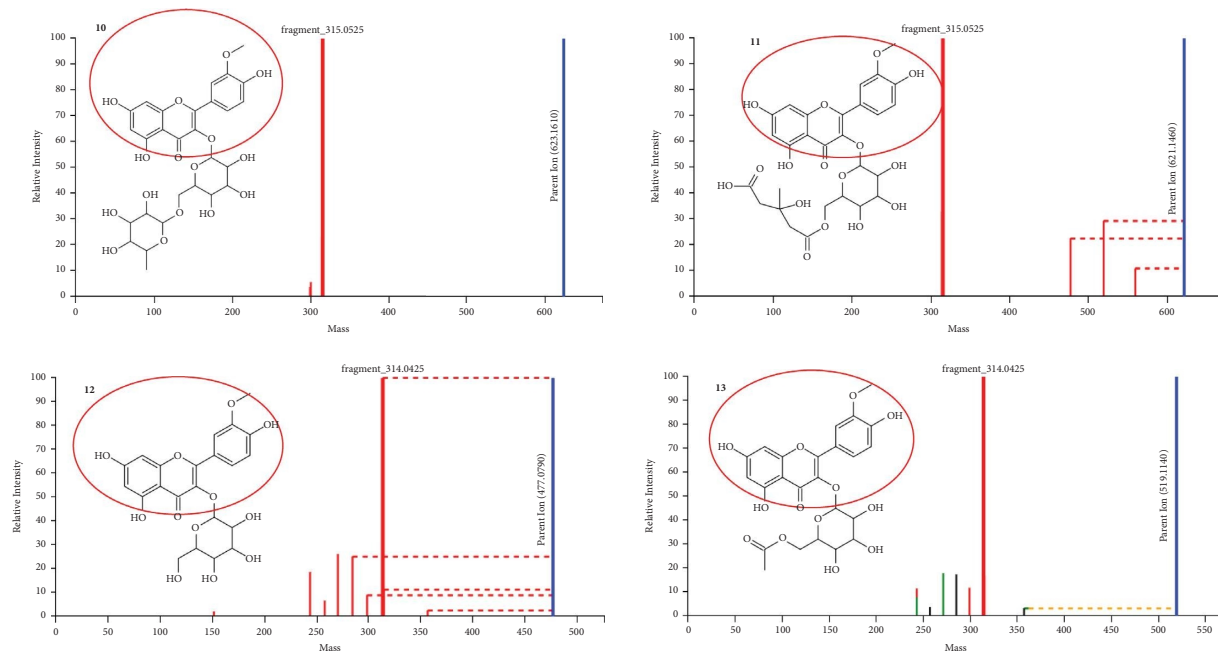 10
fragment_315.0525
100
90
80
70
60
50
40
30
20
10
0
Relative Intensity
0 100 200 300 400 500 600
Mass
Parent Ion (623.1610)
O
OH
HO
O
O
HO
O
O
OH
OH
OH
OH
O
OH
HO
HO
O
11
fragment_315.0525
100
90
80
70
60
50
40
30
20
10
0
Relative Intensity
0 100 200 300 400 500 600
Mass
Parent Ion (621.1460)
O
OH
HO
O
O
OH
O
O
OH
OH
OH
O
HO
O
OH
O
12
fragment_314.0425
100
90
80
70
60
50
40
30
20
10
0
Relative Intensity
0 50 100 150 200 250 300 350 400 450 500
Mass
Parent Ion (477.0790)
O
OH
HO
O
O
HO
O
O
OH
OH
HO
OH
13
fragment_314.0425
100
90
80
70
60
50
40
30
20
10
0
Relative Intensity
0 50 100 150 200 250 300 350 400 450 500 550
Mass
Parent Ion (519.1140)
O
OH
HO
O
O
OH
O
O
OH
OH
OH
O
O